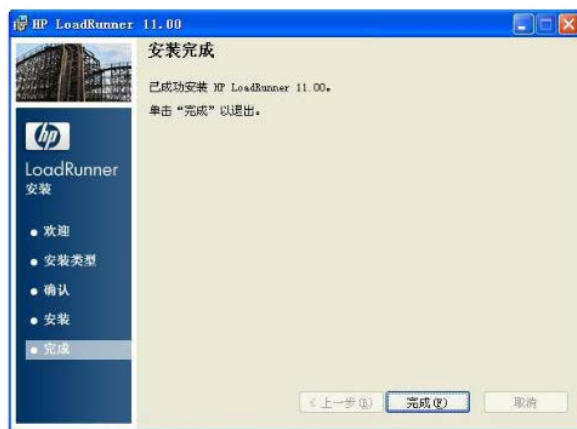 HP LoadRunner 11.00
安装完成
已成功安装 HP LoadRunner 11.00。
单击“完成”以退出。
hp
LoadRunner
安装
欢迎
安装类型
确认
安装
完成
< 上一步(B)
完成(F)
取消